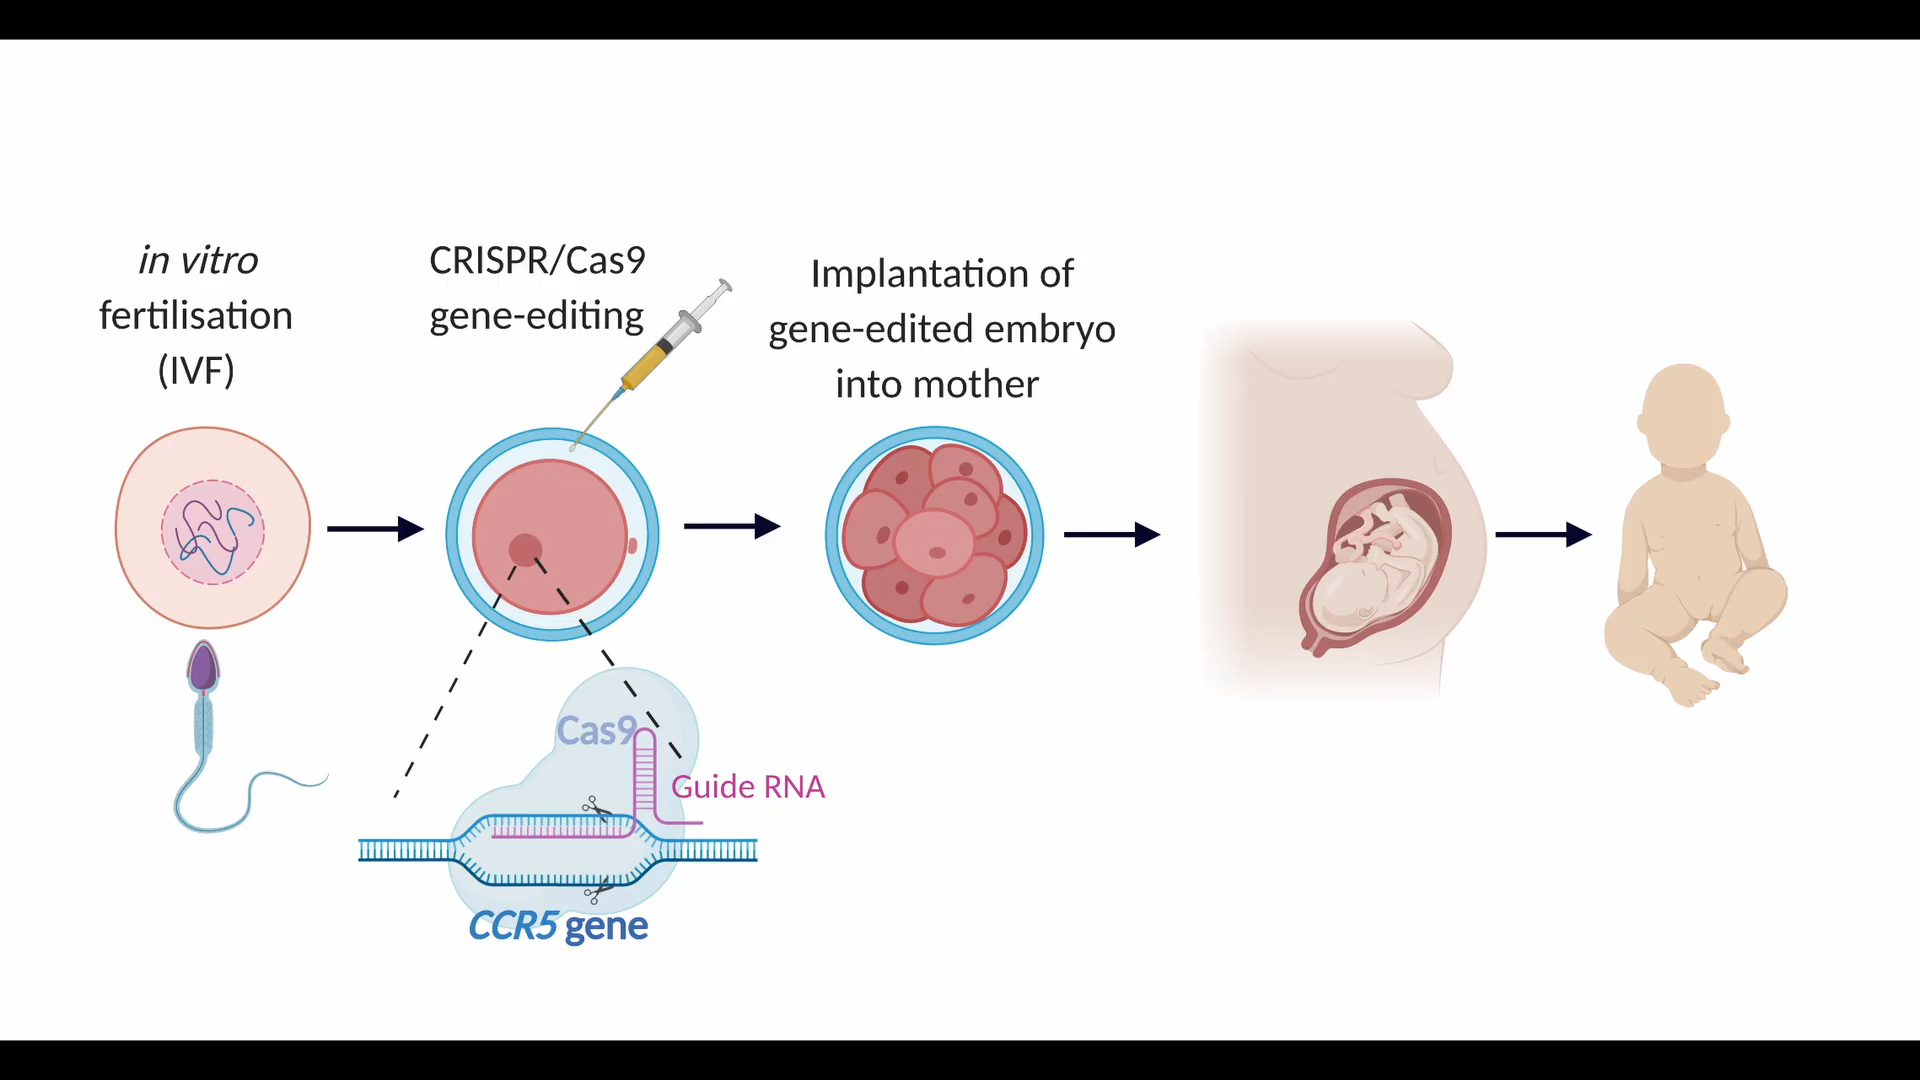 in vitro
fertilisation
(IVF)
CRISPR/Cas9
gene-editing
Implantation of
gene-edited embryo
into mother
Cas9
Guide RNA
CCR5 gene